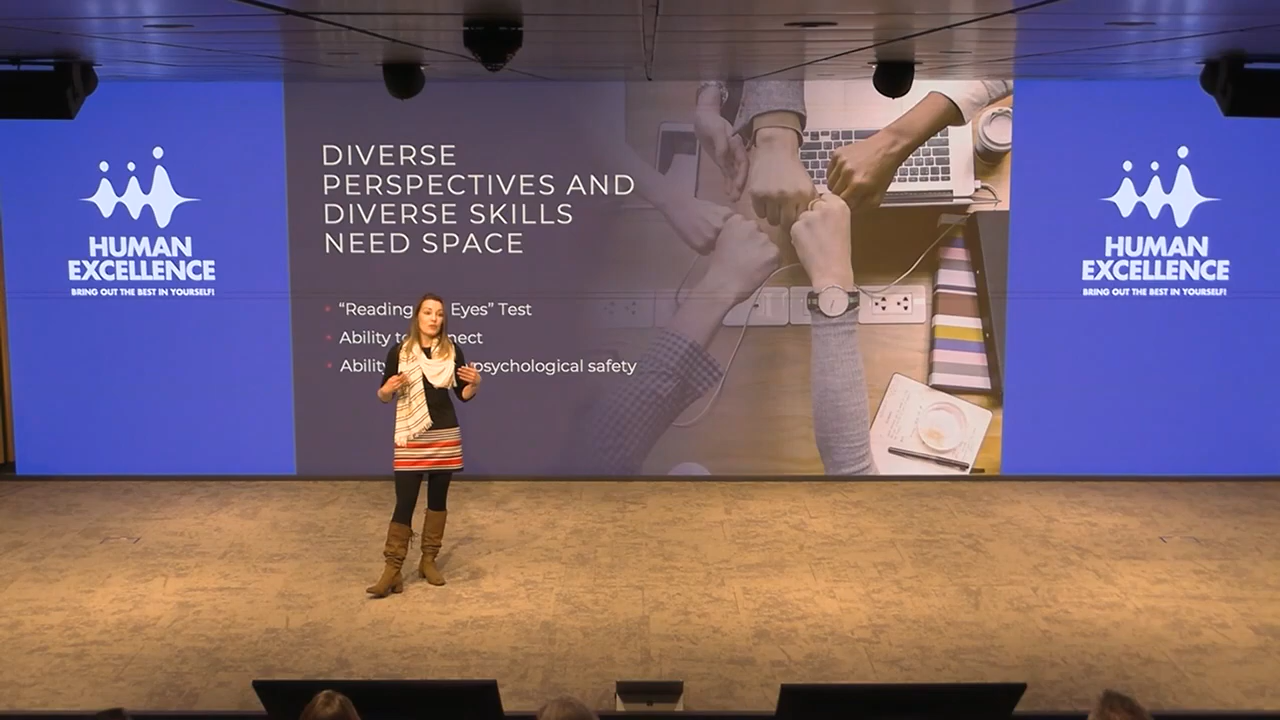 HUMAN
EXCELLENCE
BRING OUT THE BEST IN YOURSELF!
DIVERSE
PERSPECTIVES AND
DIVERSE SKILLS
NEED SPACE
“Reading Eyes” Test
Ability
Ability psychological safety
HUMAN
EXCELLENCE
BRING OUT THE BEST IN YOURSELF!